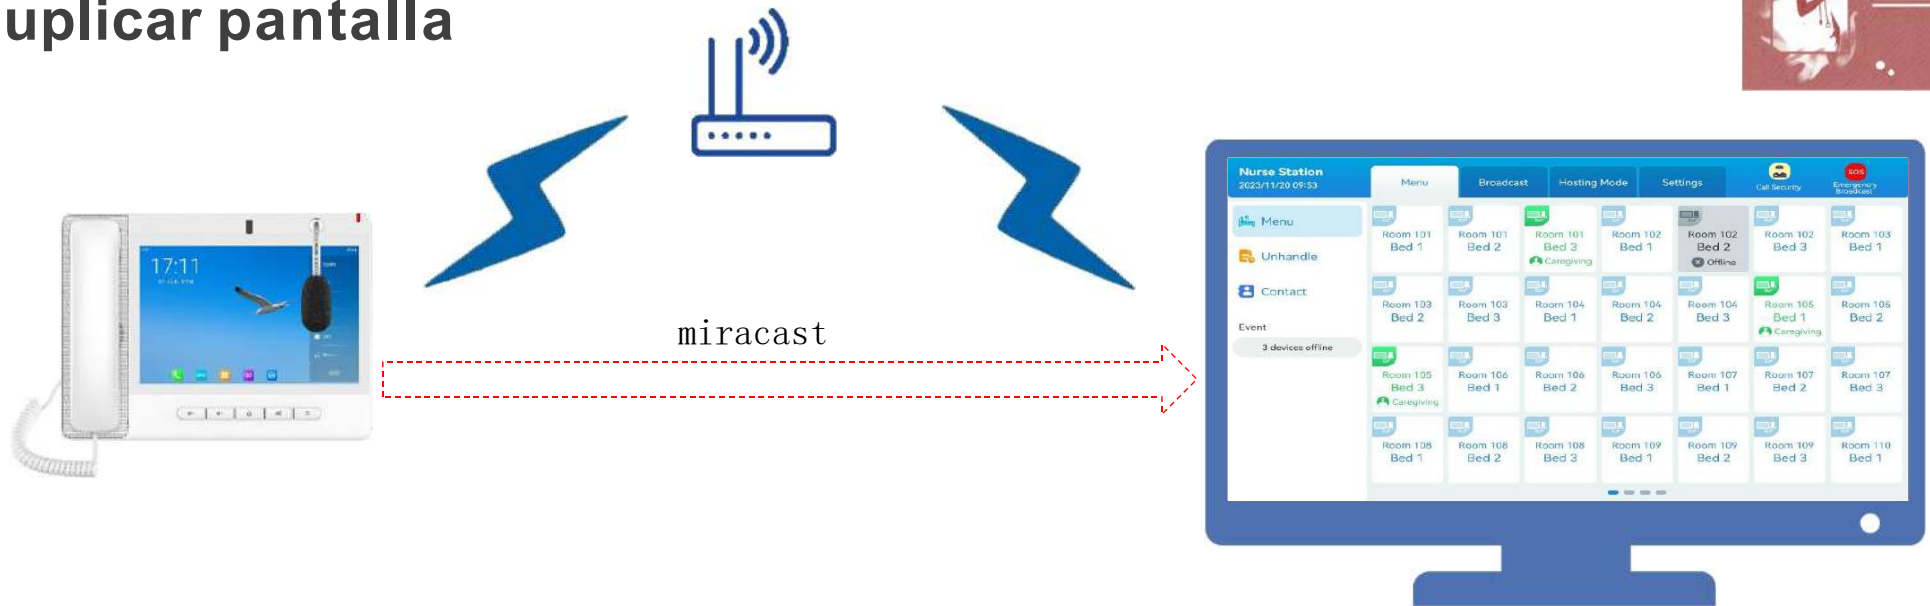 uplicar pantalla
17:11
miracast
Nurse Station
2023/11/20 09:53
Menu
Broadcast
Hosting Mode
Settings
Call Security
SOS
Emergency
Broadcast
Menu
Unhandle
Contact
Event
3 devices offline
Room 101
Bed 1
Room 101
Bed 2
Room 101
Bed 3
Caregiving
Room 102
Bed 1
Room 102
Bed 2
Offline
Room 102
Bed 3
Room 103
Bed 1
Room 103
Bed 2
Room 103
Bed 3
Room 104
Bed 1
Room 104
Bed 2
Room 104
Bed 3
Room 105
Bed 1
Caregiving
Room 105
Bed 2
Room 105
Bed 3
Caregiving
Room 106
Bed 1
Room 106
Bed 2
Room 106
Bed 3
Room 107
Bed 1
Room 107
Bed 2
Room 107
Bed 3
Room 108
Bed 1
Room 108
Bed 2
Room 108
Bed 3
Room 109
Bed 1
Room 109
Bed 2
Room 109
Bed 3
Room 110
Bed 1